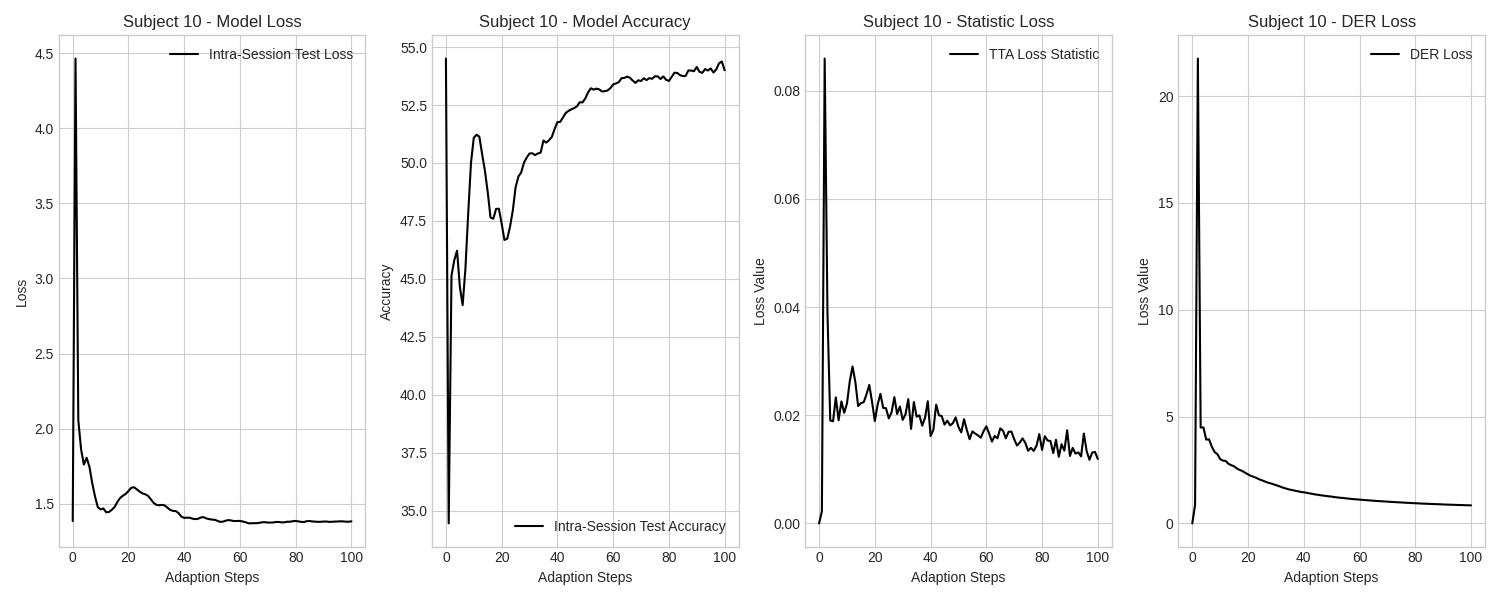 Subject 10 - Model Loss
Intra-Session Test Loss
Loss
4.5
4.0
3.5
3.0
2.5
2.0
1.5
0 20 40 60 80 100
Adaption Steps
Subject 10 - Model Accuracy
Intra-Session Test Accuracy
Accuracy
55.0
52.5
50.0
47.5
45.0
42.5
40.0
37.5
35.0
0 20 40 60 80 100
Adaption Steps
Subject 10 - Statistic Loss
TTA Loss Statistic
Loss Value
0.08
0.06
0.04
0.02
0.00
0 20 40 60 80 100
Adaption Steps
Subject 10 - DER Loss
DER Loss
Loss Value
20
15
10
5
0
0 20 40 60 80 100
Adaption Steps